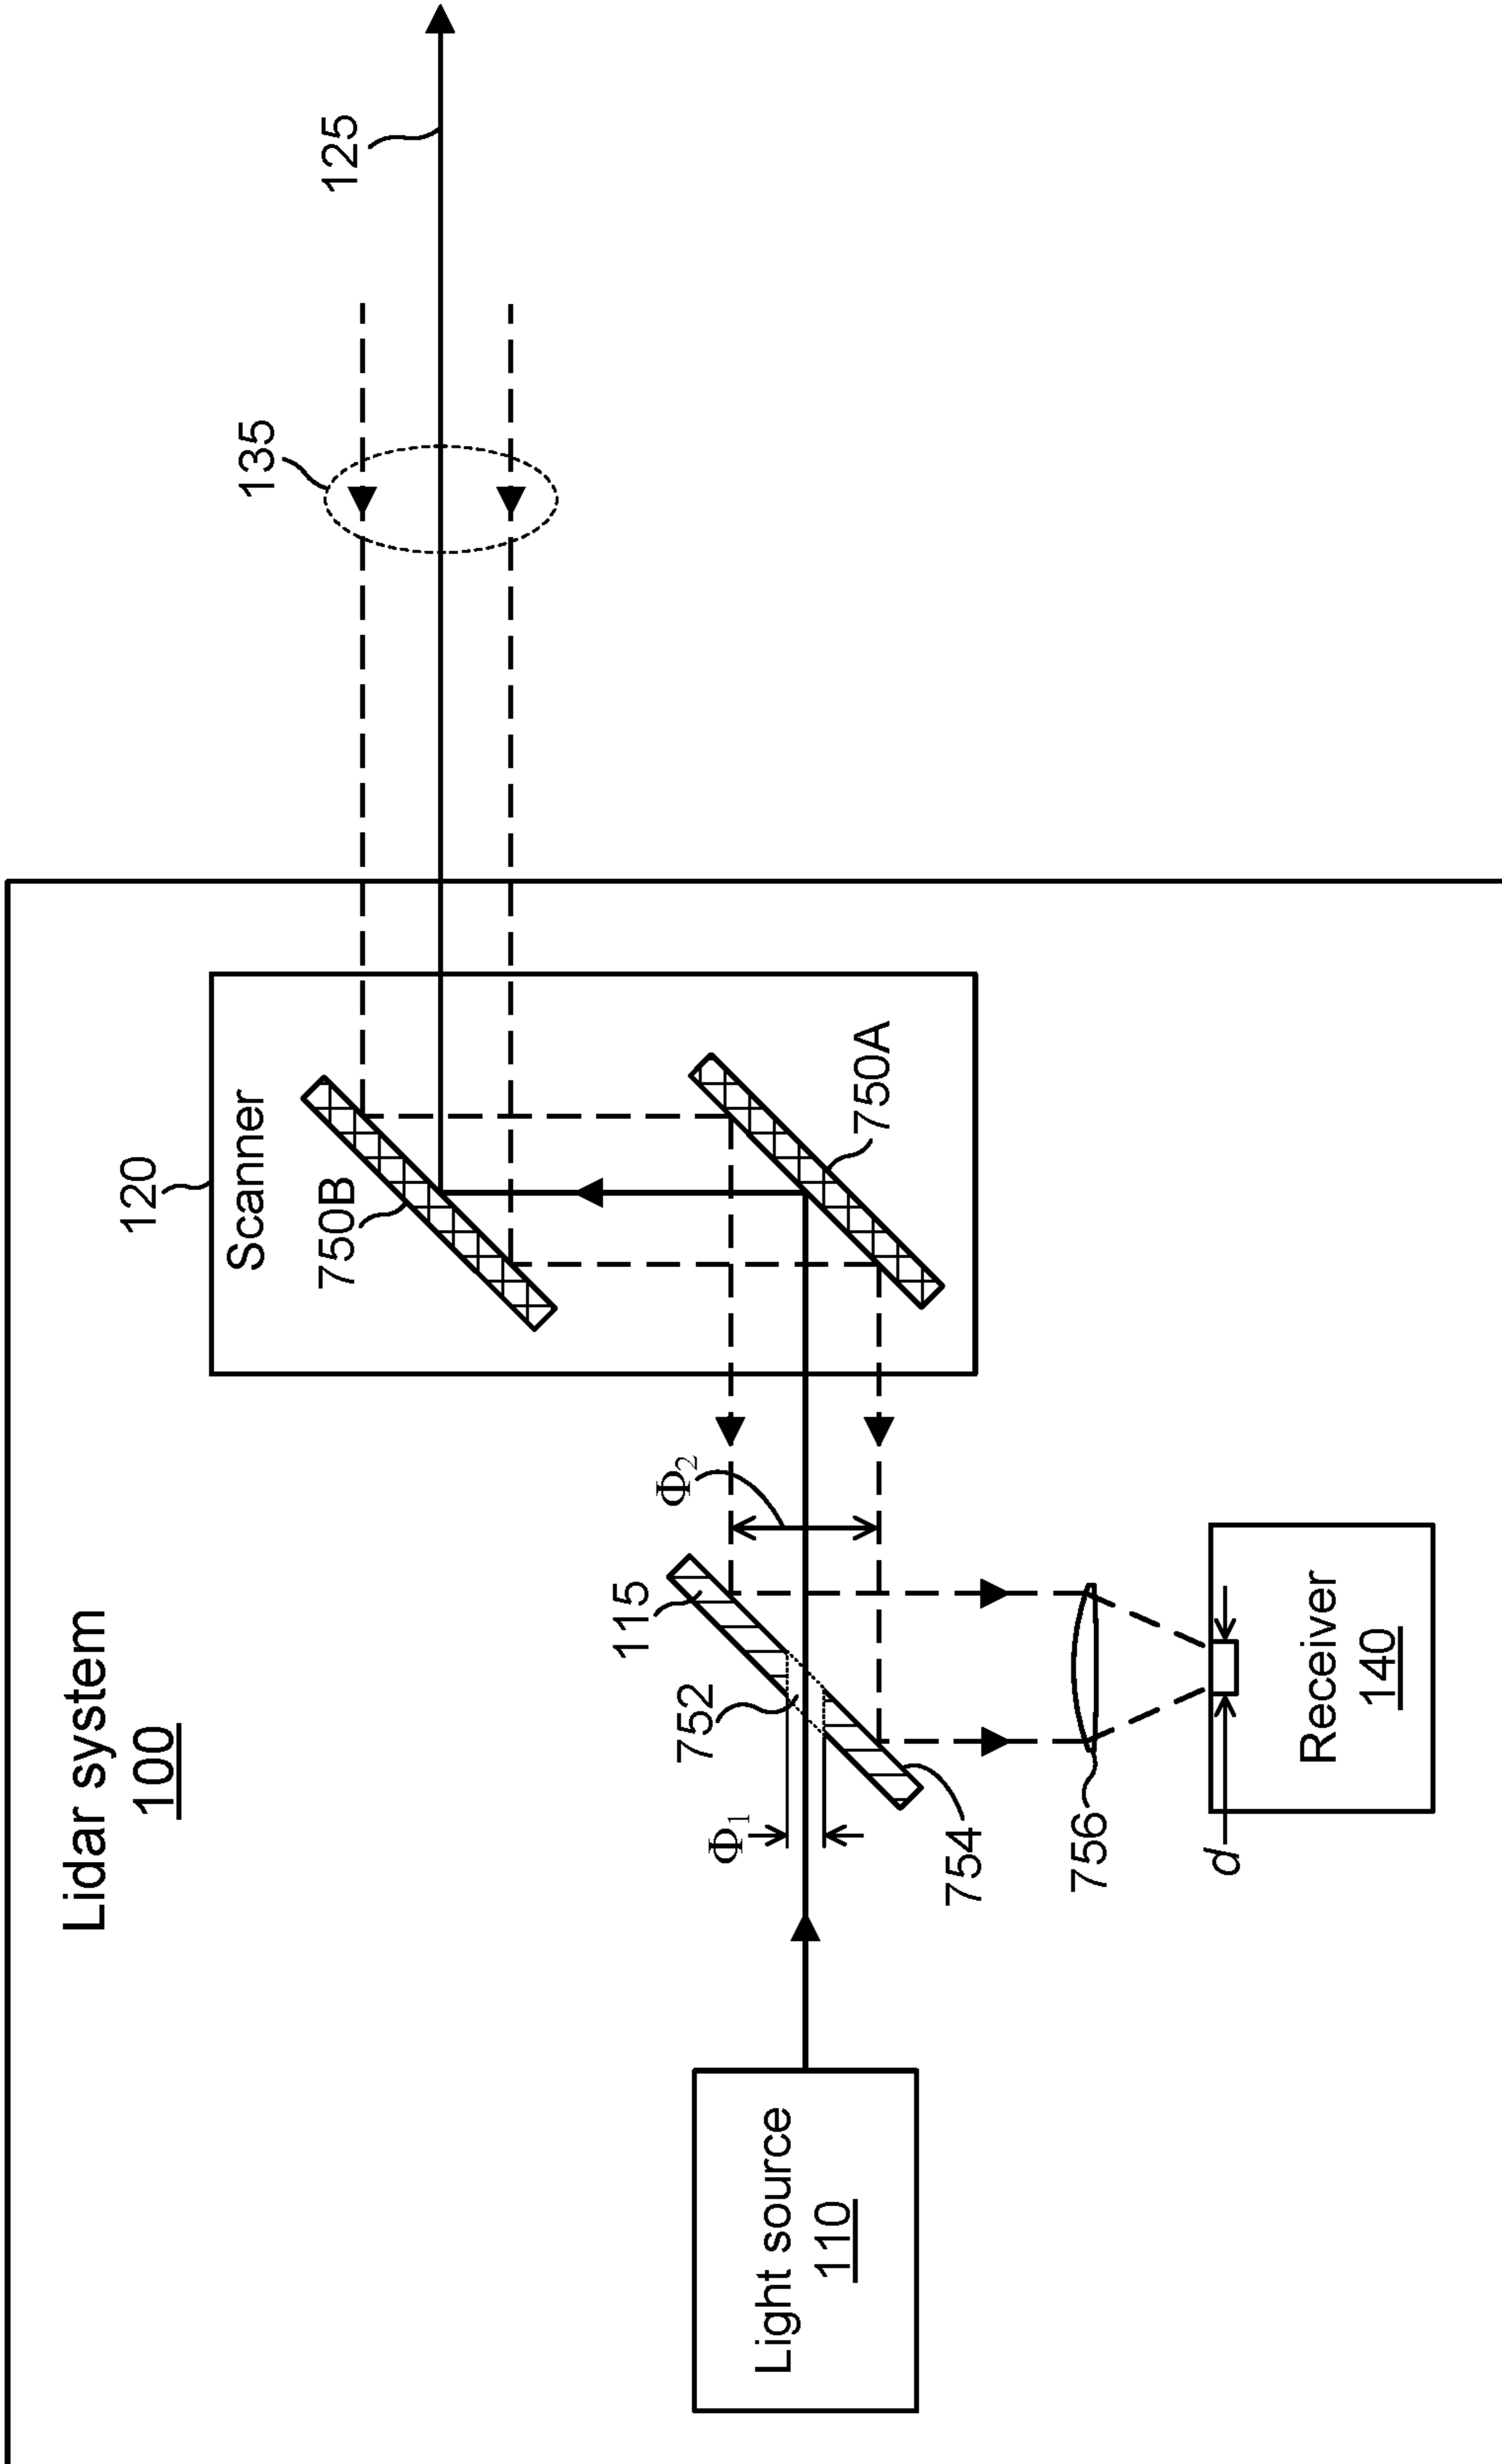 Lidar system
100
120
Scanner
135
125
750B
115
Φ2
752
750A
Light source
110
Φ1
754
756
d
Receiver
140